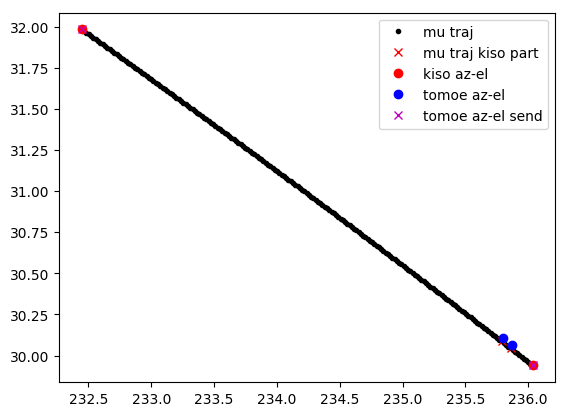 32.00
31.75
31.50
31.25
31.00
30.75
30.50
30.25
30.00
mu traj
mu traj kiso part
kiso az-el
tomoe az-el
tomoe az-el send
232.5 233.0 233.5 234.0 234.5 235.0 235.5 236.0